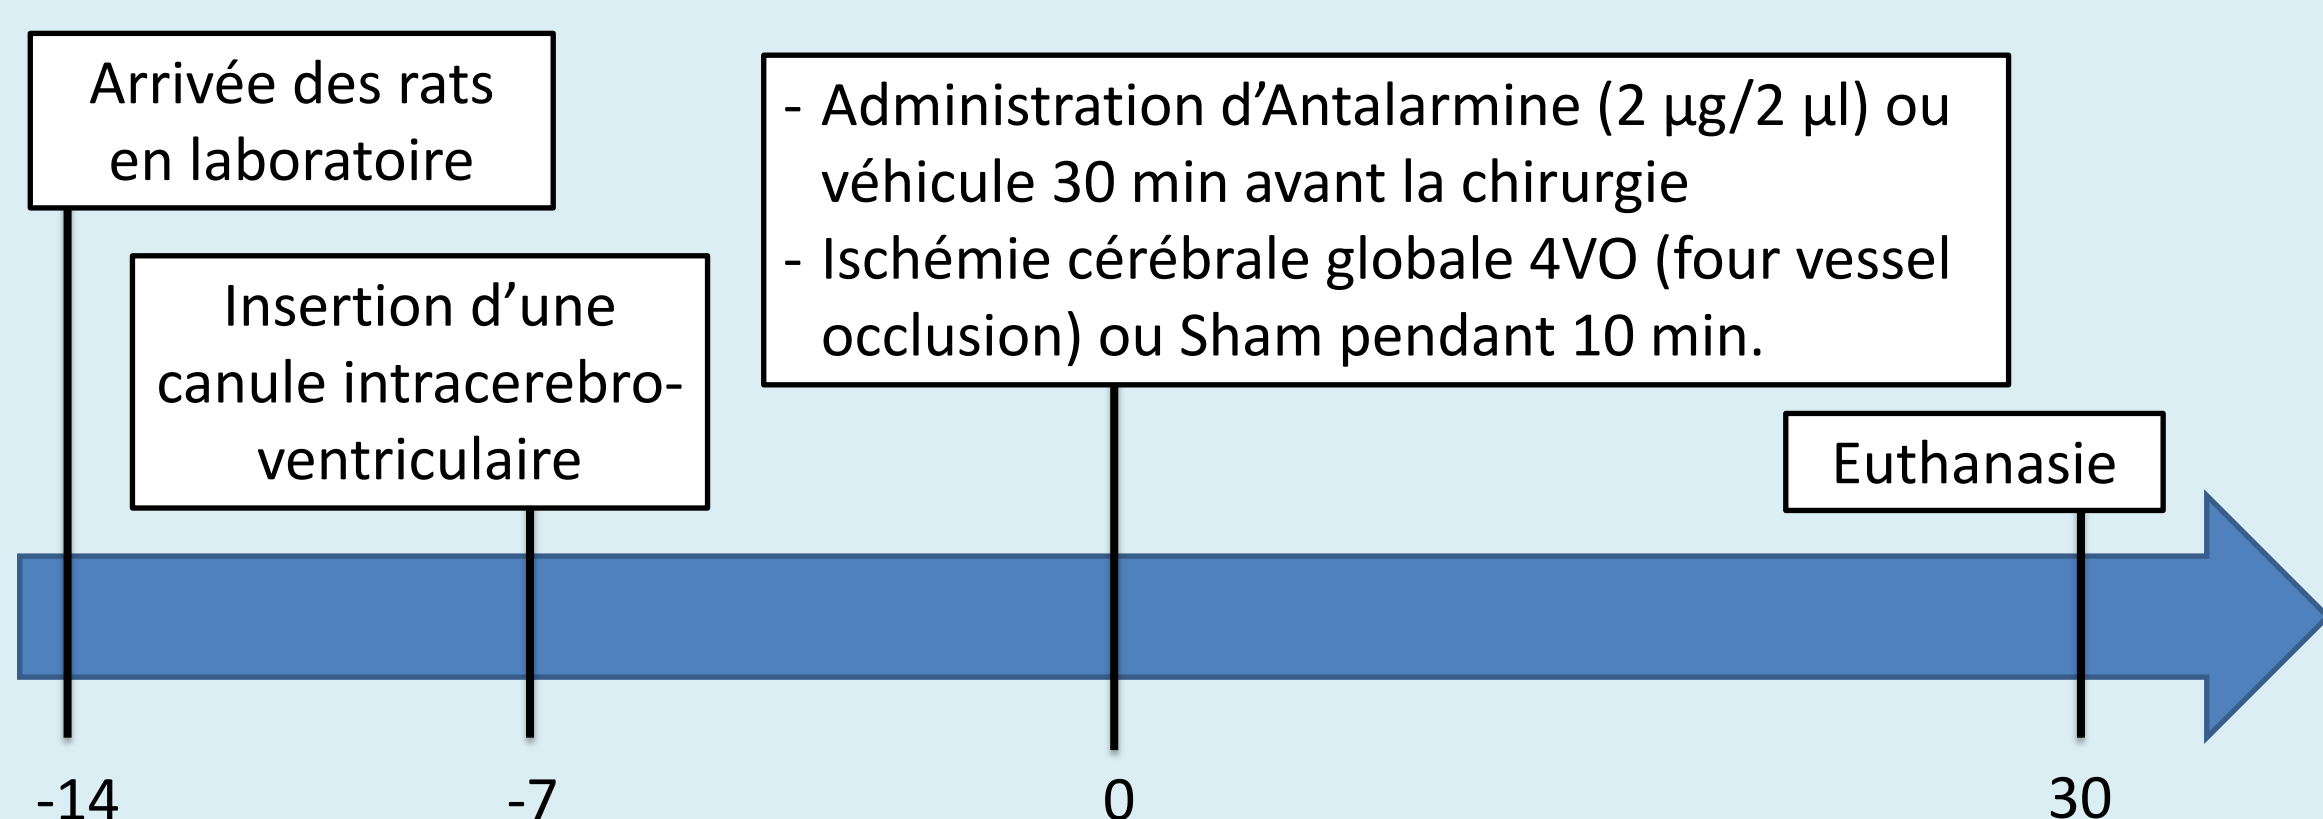 Arrivée des rats
en laboratoire
Insertion d’une
canule intracerebro-
ventriculaire
- Administration d’Antalarmine (2 µg/2 µl) ou
véhicule 30 min avant la chirurgie
- Ischémie cérébrale globale 4VO (four vessel
occlusion) ou Sham pendant 10 min.
Euthanasie
-14
-7
0
30